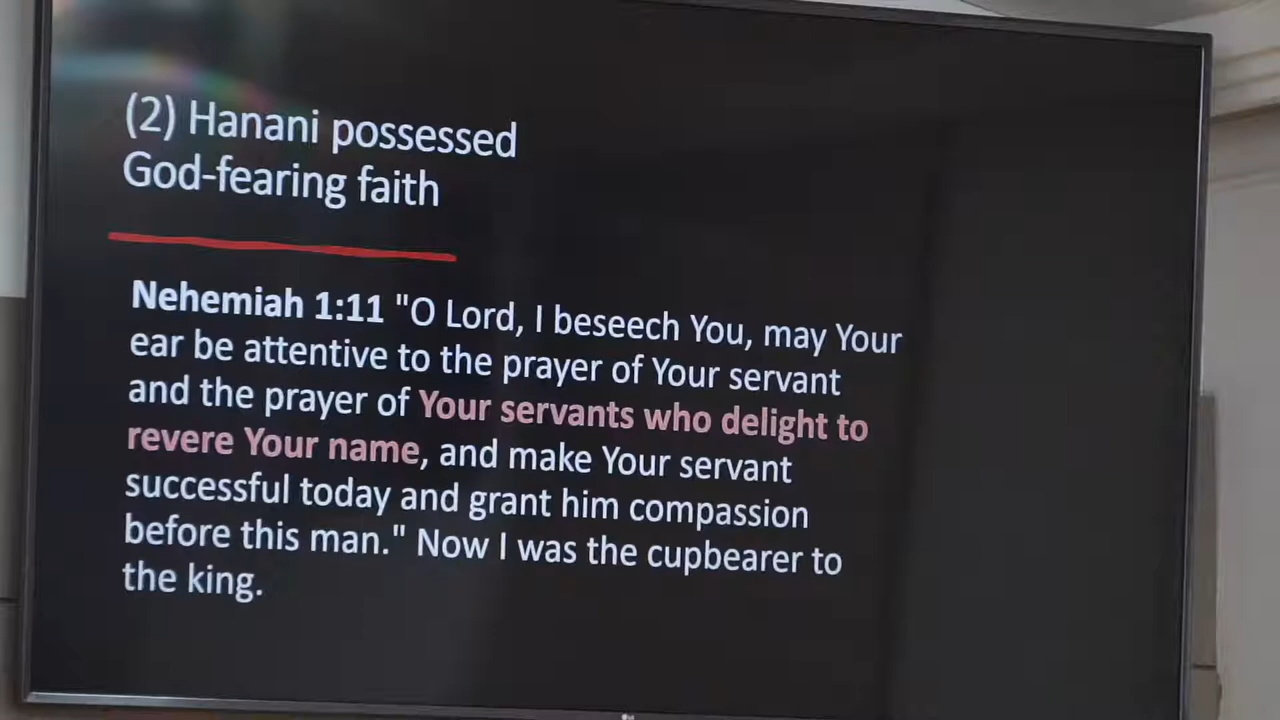 (2) Hanani possessed
God-fearing faith
Nehemiah 1:11 "O Lord, I beseech You, may Your
ear be attentive to the prayer of Your servant
and the prayer of Your servants who delight to
revere Your name, and make Your servant
successful today and grant him compassion
before this man." Now I was the cupbearer to
the king.